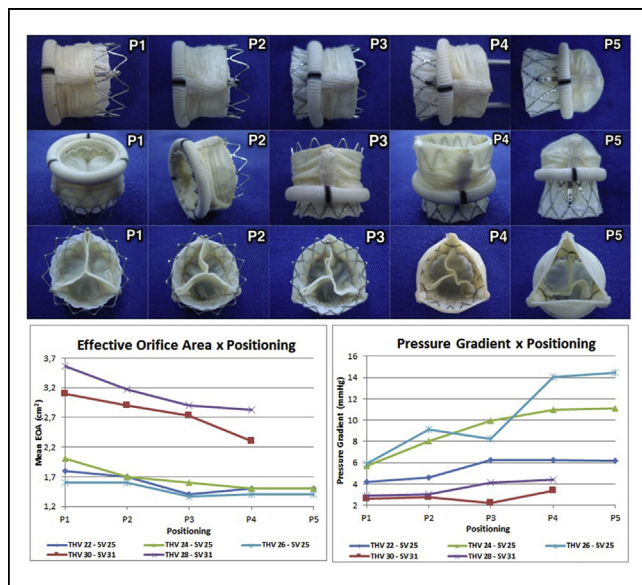 P1 P2 P3 P4 P5
P1 P2 P3 P4 P5
P1 P2 P3 P4 P5
Effective Orifice Area x Positioning
Mean EOA (cm²)
3,7
3,2
2,7
2,2
1,7
1,2
P1 P2 P3 P4 P5
Positioning
THV 22 - SV 25 THV 24 - SV 25 THV 26 - SV 25
THV 30 - SV 31 THV 28 - SV 31
Pressure Gradient x Positioning
Pressure Gradient (mmHg)
16
14
12
10
8
6
4
2
P1 P2 P3 P4 P5
Positioning
THV 22 - SV 25 THV 24 - SV 25 THV 26 - SV 25
THV 30 - SV 31 THV 28 - SV 31